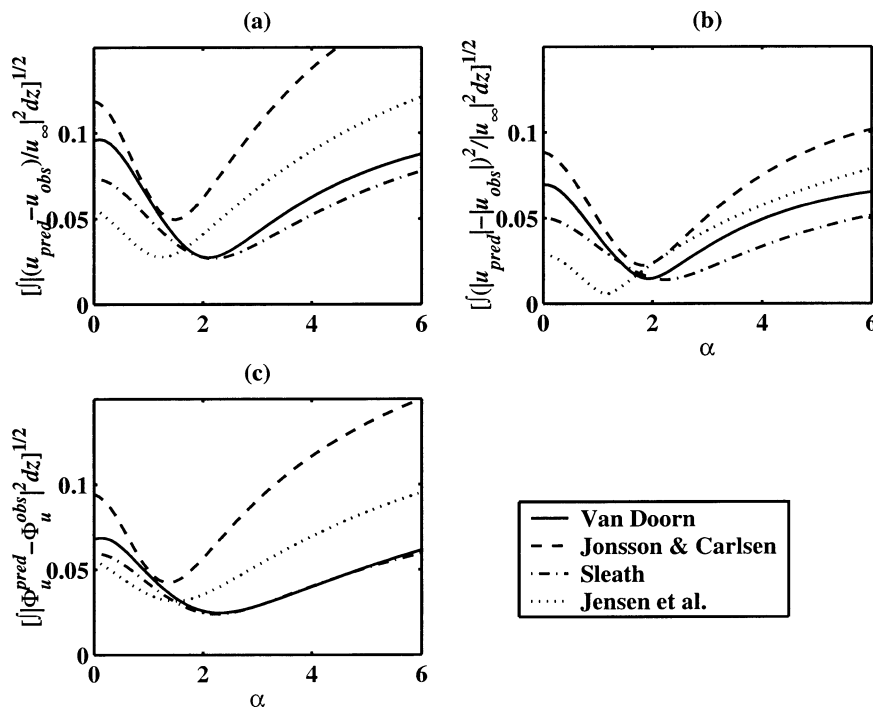 (a)
[∫|(u_pred−u_obs)/u_∞|²dz]^1/2
0.1
0.05
0
0 2 4 6
(b)
[∫(|u_pred|−|u_obs|)²/|u_∞|²dz]^1/2
0.1
0.05
0
0 2 4 6
α
(c)
[∫|Φ_u^pred−Φ_u^obs|²dz]^1/2
0.1
0.05
0
0 2 4 6
α
Van Doorn
Jonsson & Carlsen
Sleath
Jensen et al.